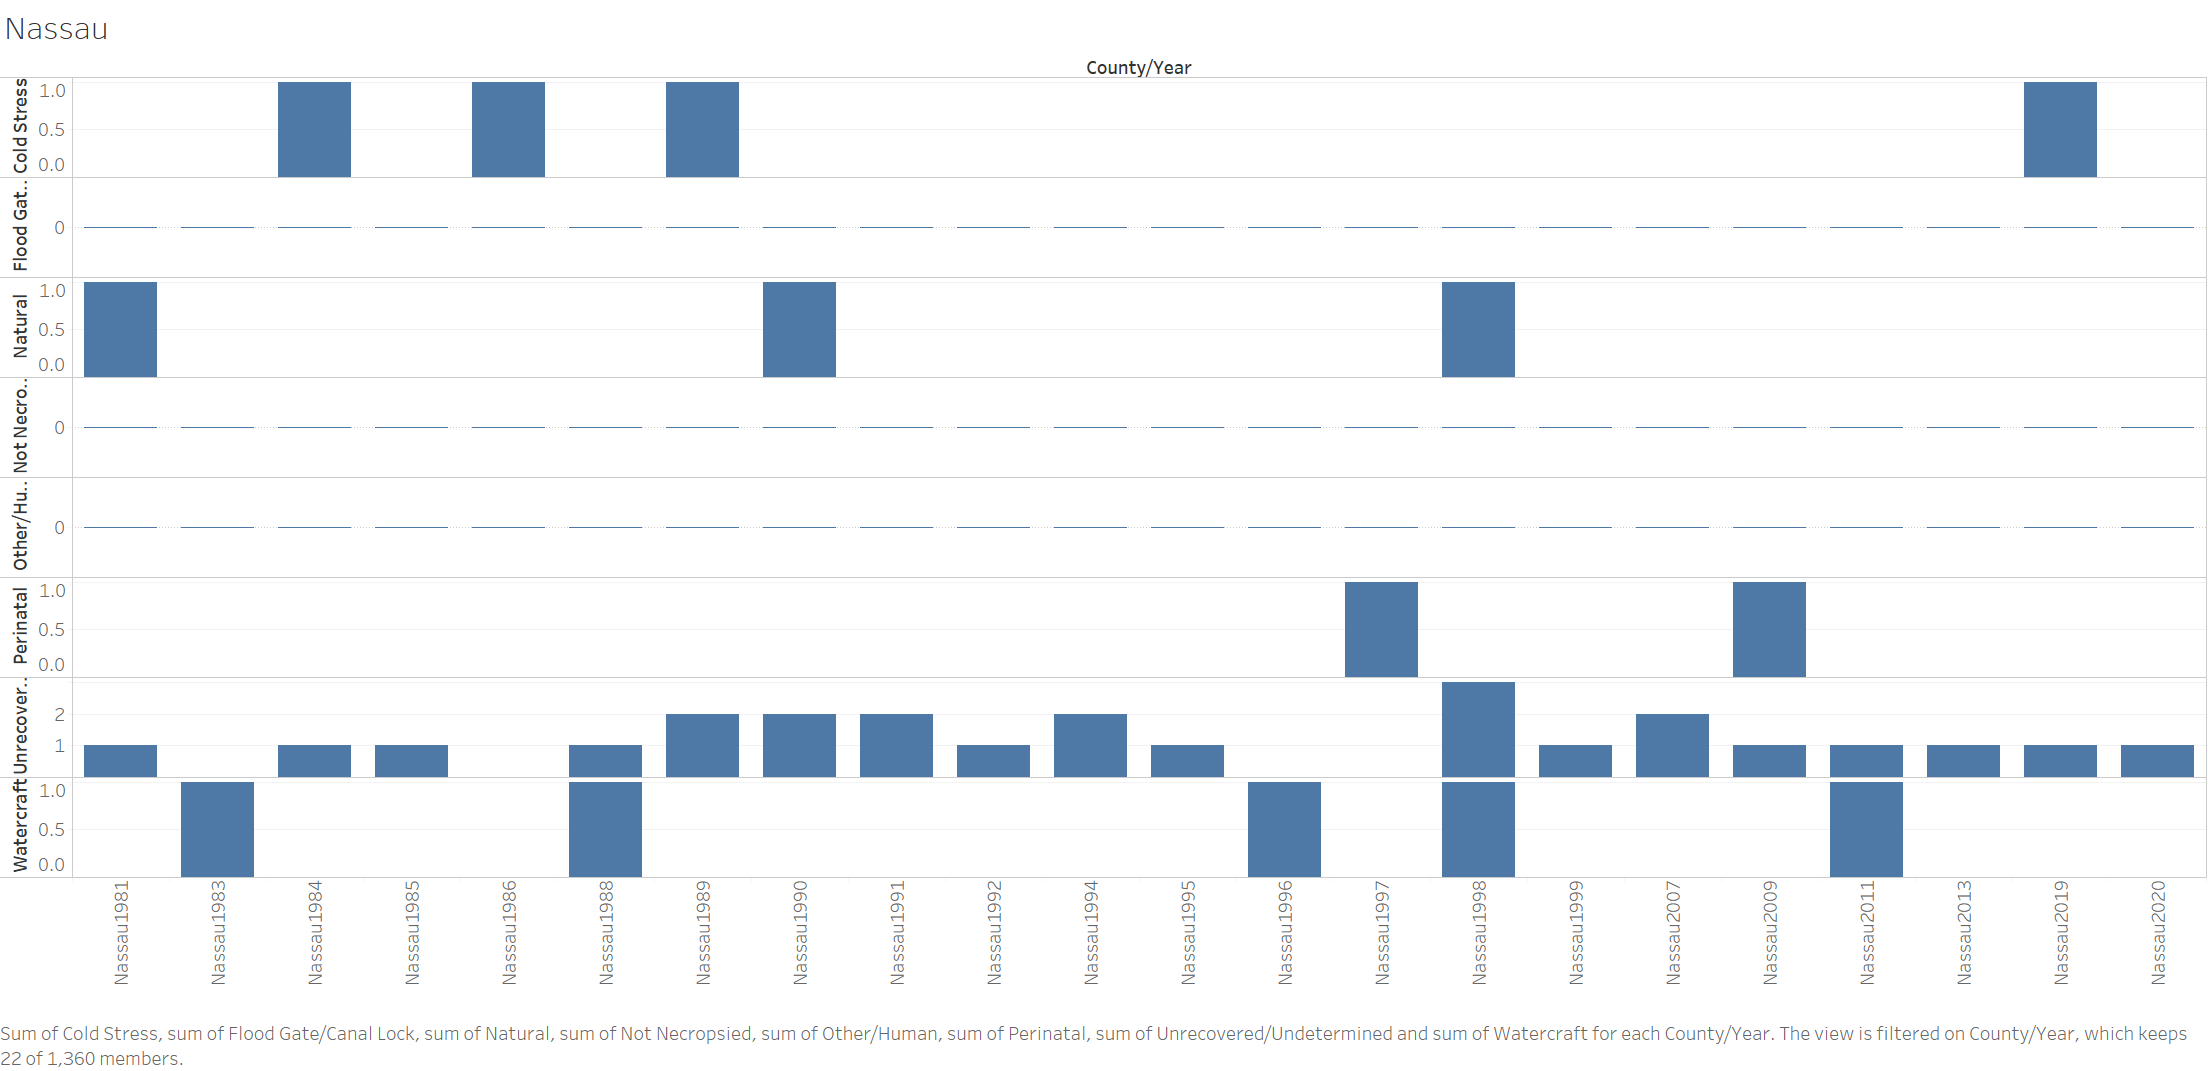 Nassau
County/Year
Cold Stress
1.0
0.5
0.0
Flood Gat..
0
Natural
1.0
0.5
0.0
Not Necro..
0
Other/Hu..
0
Perinatal
1.0
0.5
0.0
Unrecover..
2
1
Watercraft
1.0
0.5
0.0
Nassau1981
Nassau1983
Nassau1984
Nassau1985
Nassau1986
Nassau1988
Nassau1989
Nassau1990
Nassau1991
Nassau1992
Nassau1994
Nassau1995
Nassau1996
Nassau1997
Nassau1998
Nassau1999
Nassau2007
Nassau2009
Nassau2011
Nassau2013
Nassau2019
Nassau2020
Sum of Cold Stress, sum of Flood Gate/Canal Lock, sum of Natural, sum of Not Necropsied, sum of Other/Human, sum of Perinatal, sum of Unrecovered/Undetermined and sum of Watercraft for each County/Year. The view is filtered on County/Year, which keeps
22 of 1,360 members.